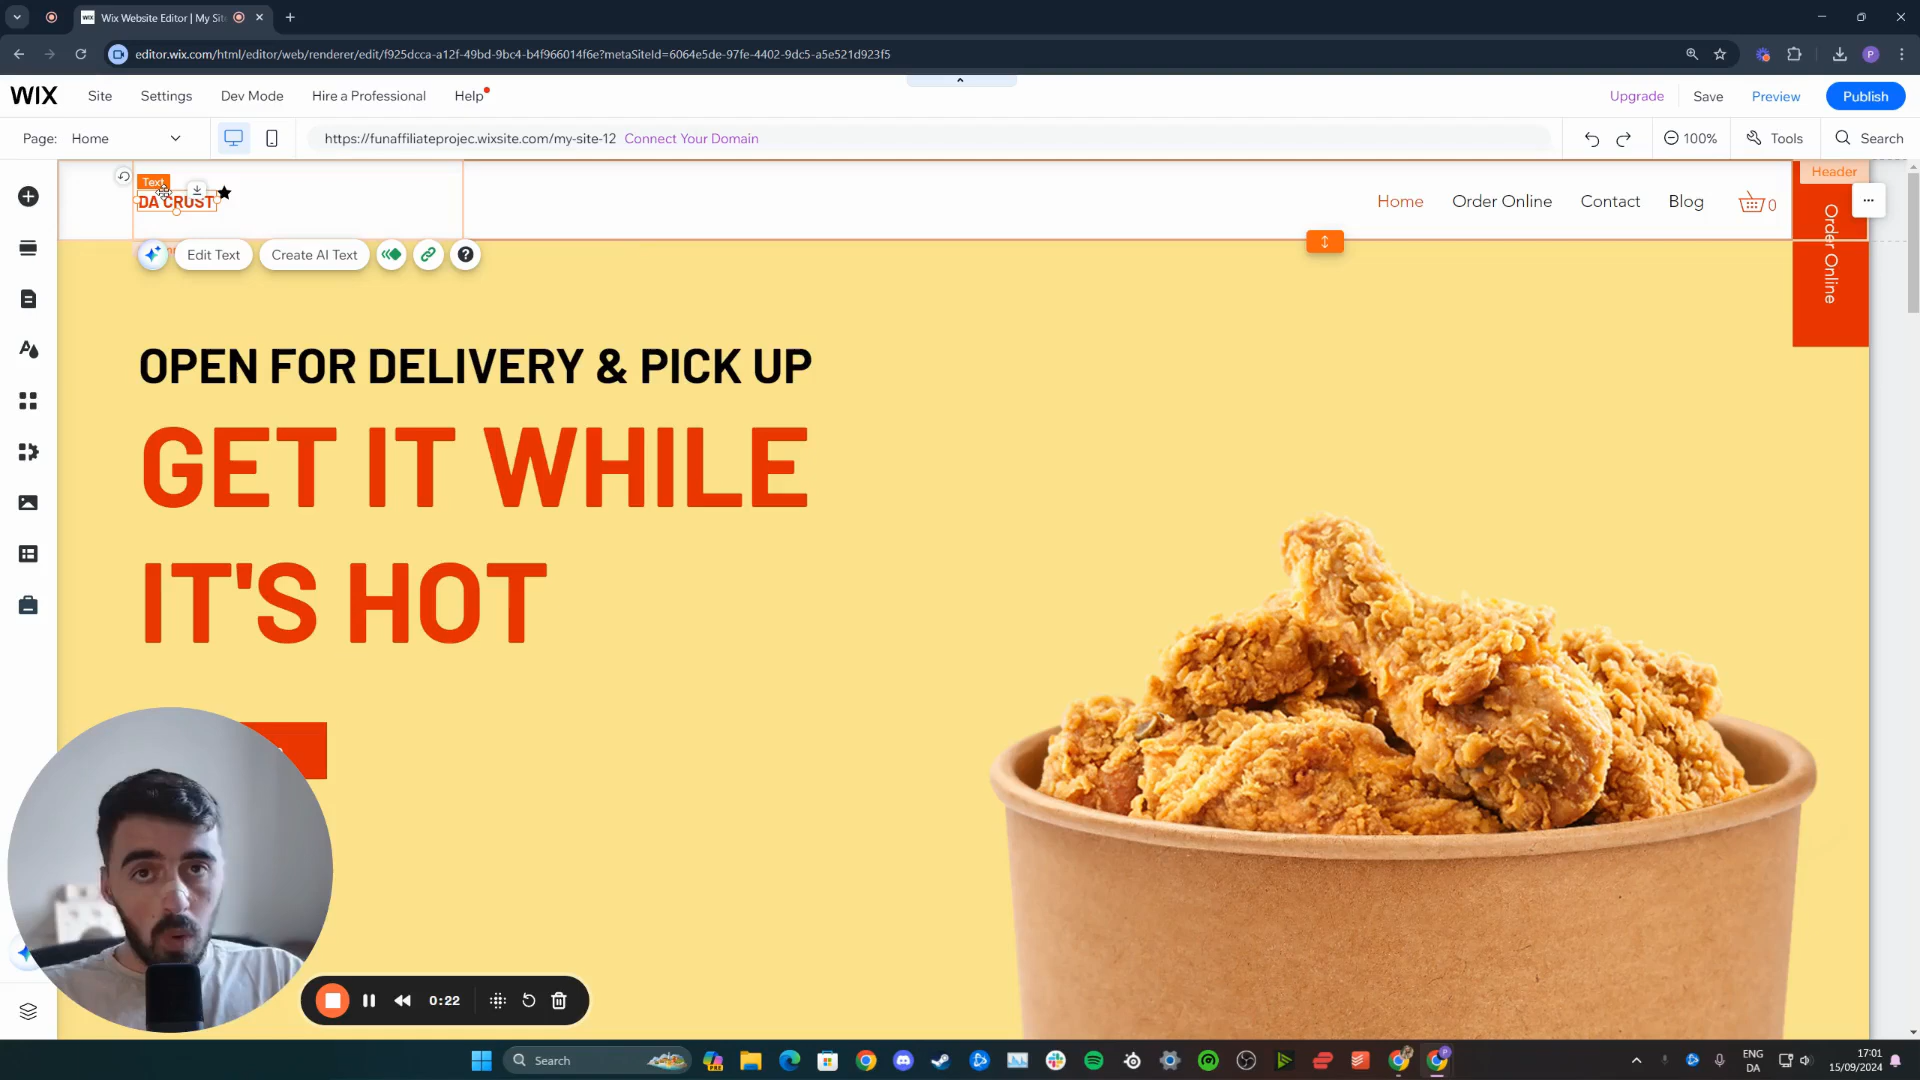 Wix Website Editor | My Sit
editor.wix.com/html/editor/web/renderer/edit/f925dcca-a12f-49bd-9bc4-b4f966014f6e?metaSiteId=6064e5de-97fe-4402-9dc5-a5e521d923f5
P
WIX
Site
Settings
Dev Mode
Hire a Professional
Help
Upgrade
Save
Preview
Publish
Page:
Home
https://funaffiliateprojec.wixsite.com/my-site-12
Connect Your Domain
100%
Tools
Search
Text
DA CRUST
Home
Order Online
Contact
Blog
0
Header
Order Online
Edit Text
Create AI Text
?
OPEN FOR DELIVERY & PICK UP
GET IT WHILE
IT'S HOT
0:22
Search
ENG
DA
17:01
15/09/2024